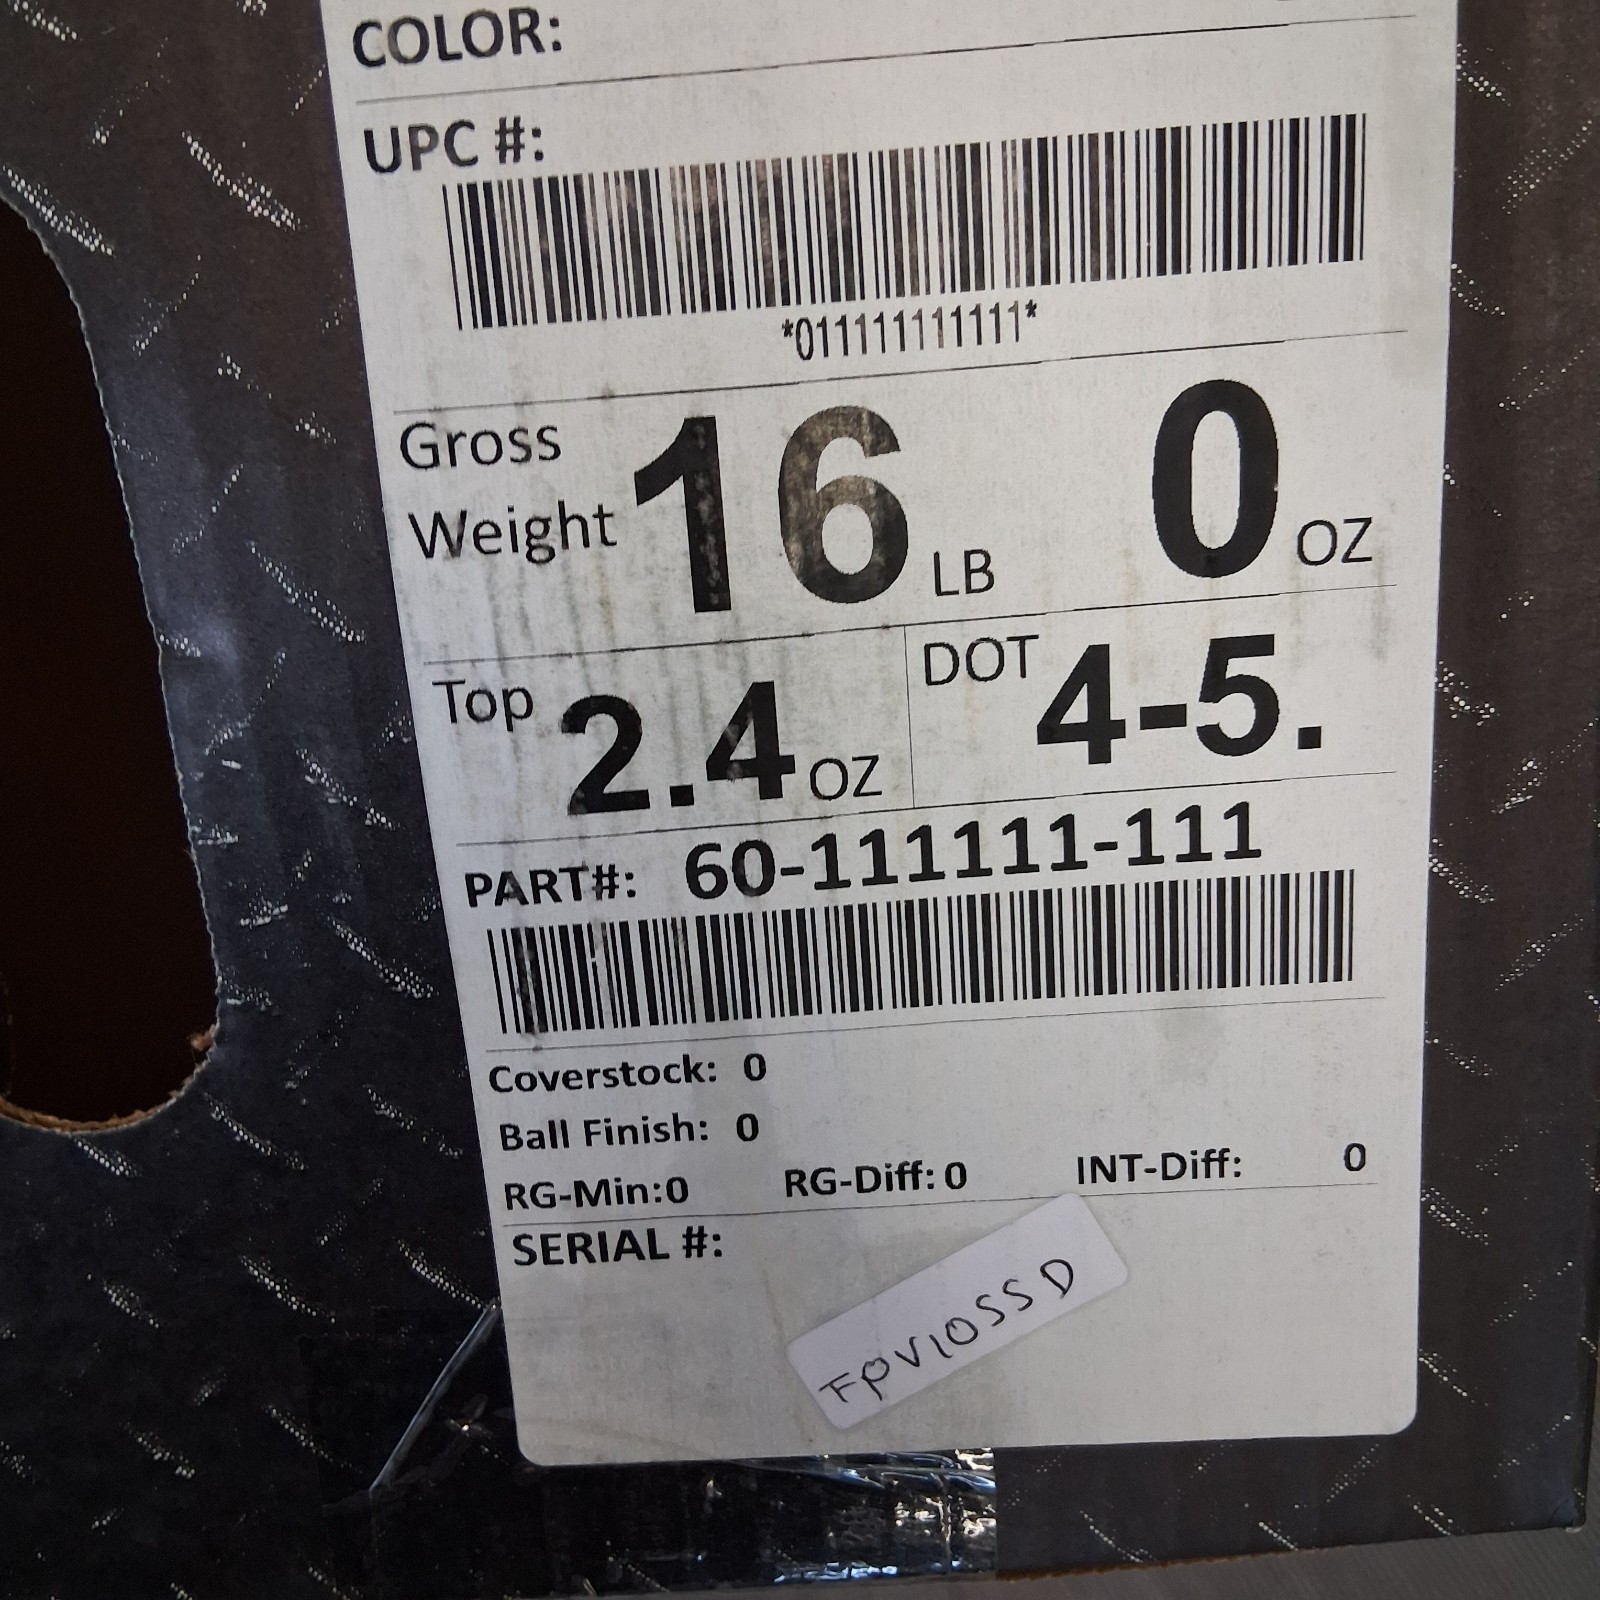 COLOR:
UPC #:
*011111111111*
Gross Weight 16 LB 0 OZ
Top 2.4 OZ DOT 4-5.
PART#: 60-111111-111
Coverstock: 0
Ball Finish: 0
RG-Min:0 RG-Diff: 0 INT-Diff: 0
SERIAL #:
FPV10SSD